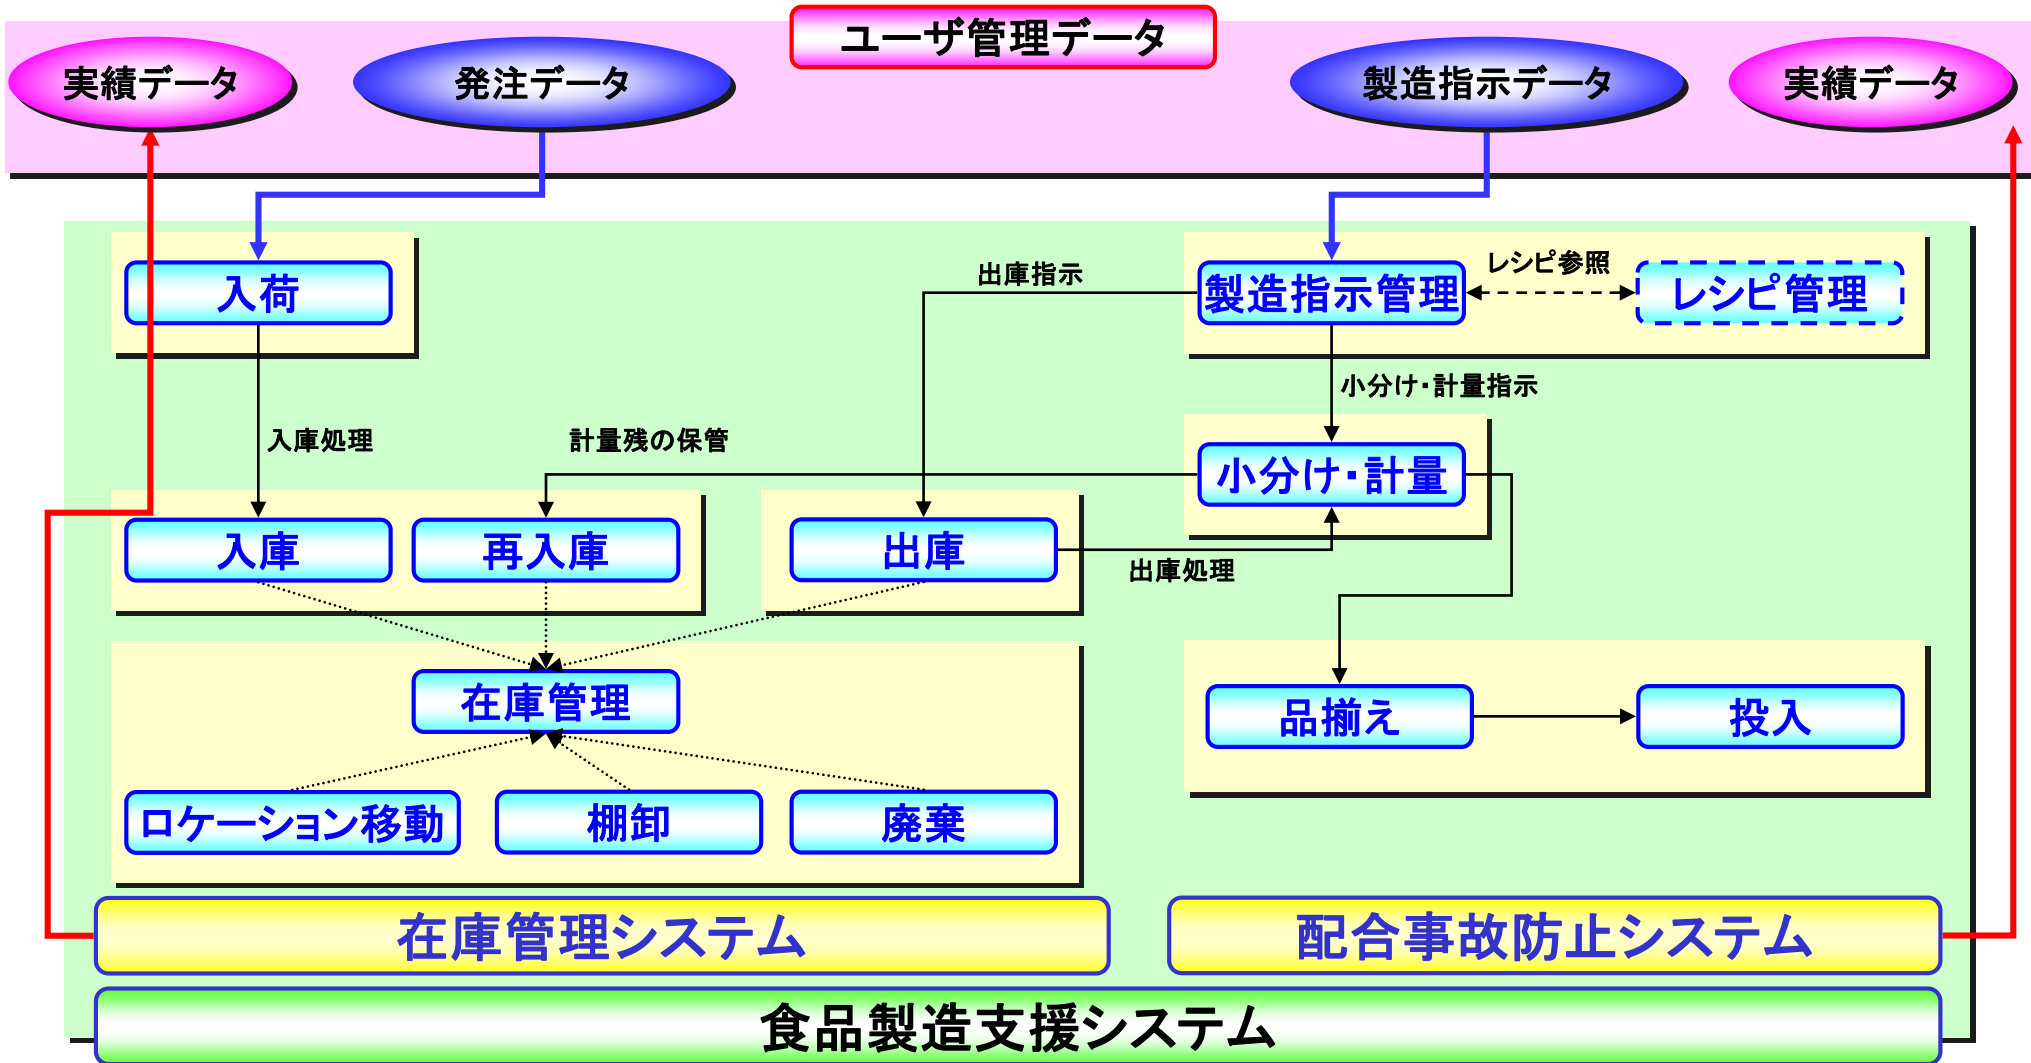 ユーザ管理データ
実績データ
発注データ
製造指示データ
実績データ
入荷
出庫指示
製造指示管理
レシピ参照
レシピ管理
小分け・計量指示
入庫処理
計量残の保管
小分け・計量
入庫
再入庫
出庫
出庫処理
在庫管理
品揃え
投入
ロケーション移動
棚卸
廃棄
在庫管理システム
配合事故防止システム
食品製造支援システム